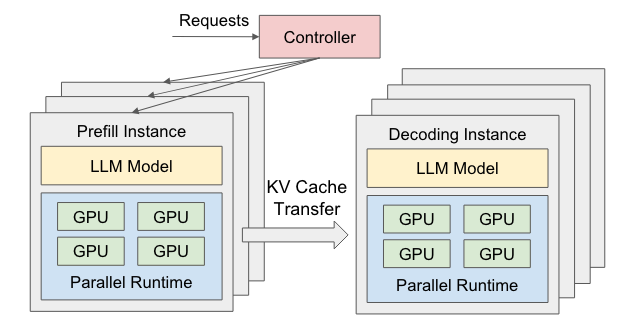 Requests
Controller
Prefill Instance
LLM Model
GPU GPU
GPU GPU
Parallel Runtime
KV Cache
Transfer
Decoding Instance
LLM Model
GPU GPU
GPU GPU
Parallel Runtime